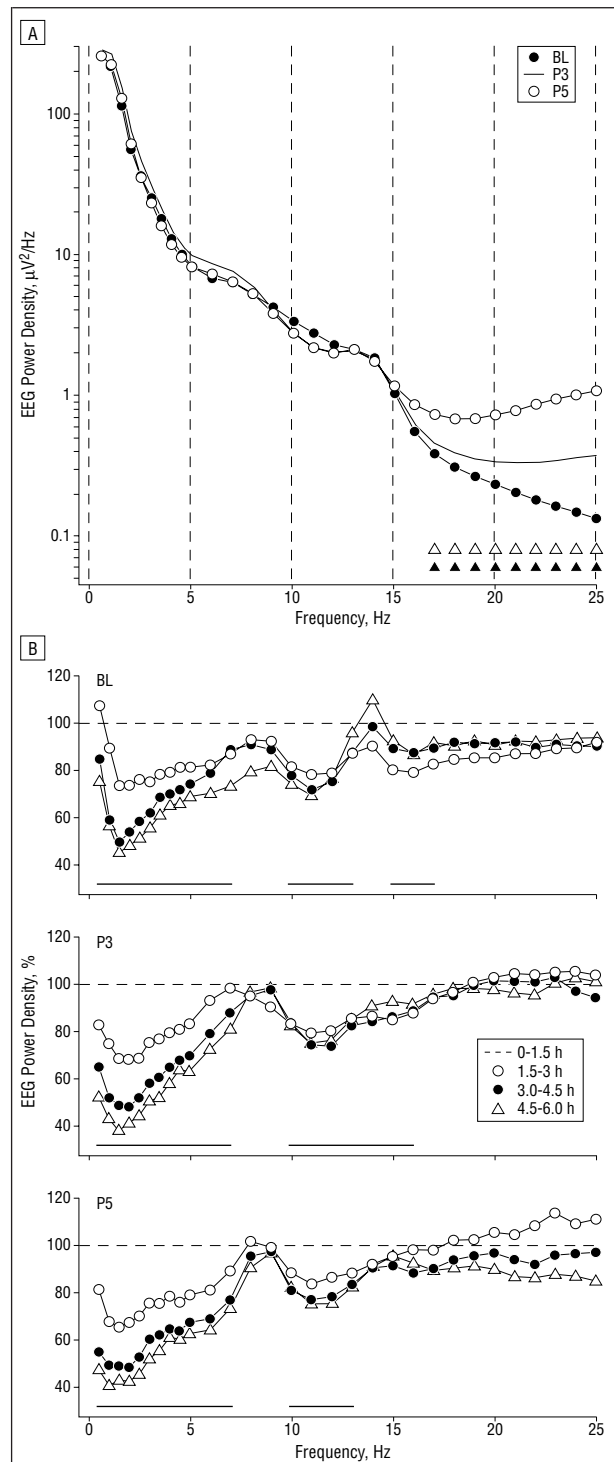 A
BL
P3
P5
100
10
1
0.1
EEG Power Density, μV²/Hz
0 5 10 15 20 25
Frequency, Hz
B
BL
120
100
80
60
40
P3
120
100
80
60
40
EEG Power Density, %
0-1.5 h
1.5-3 h
3.0-4.5 h
4.5-6.0 h
P5
120
100
80
60
40
0 5 10 15 20 25
Frequency, Hz